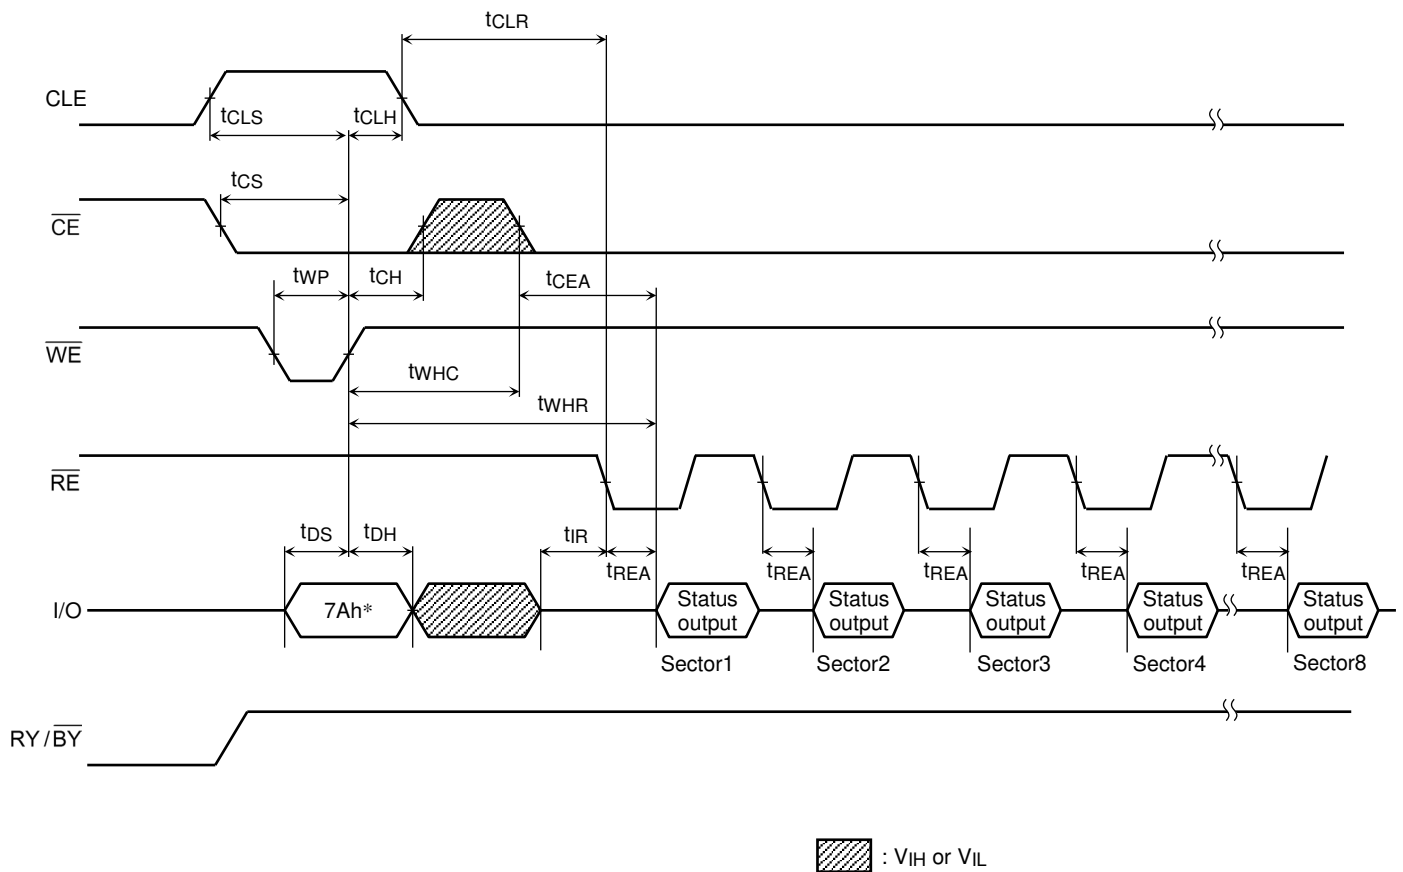 tCLR
CLE
tCLS
tCLH
tCS
CE
tWP
tCH
tCEA
WE
tWHC
tWHR
RE
tDS
tDH
tIR
tREA
tREA
tREA
tREA
tREA
I/O
7Ah*
Status output
Status output
Status output
Status output
Status output
Sector1
Sector2
Sector3
Sector4
Sector8
RY/BY
: VIH or VIL